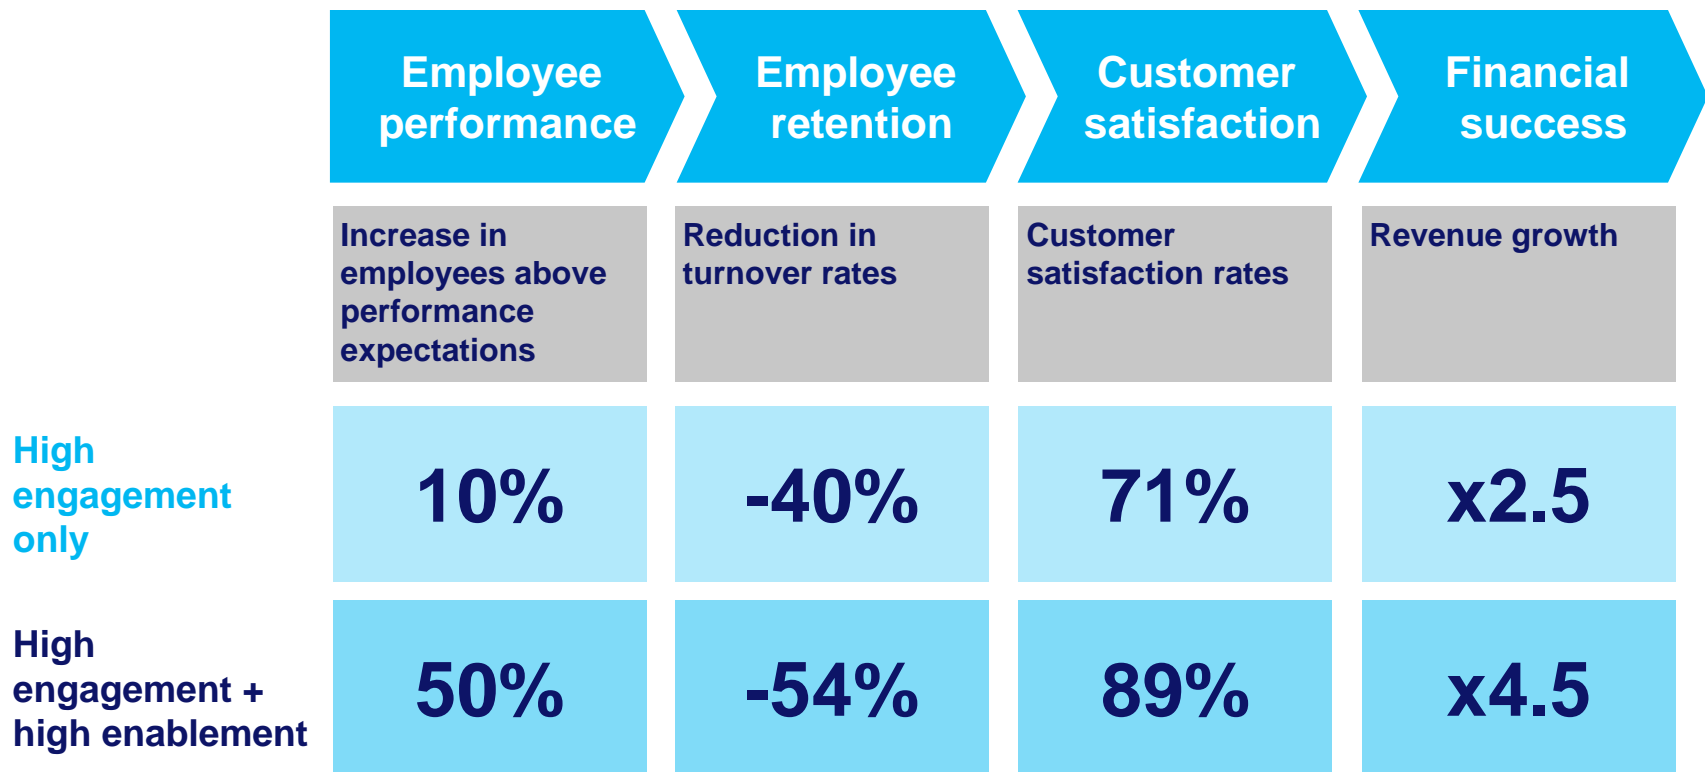 Employee
performance
Employee
retention
Customer
satisfaction
Financial
success
Increase in
employees above
performance
expectations
Reduction in
turnover rates
Customer
satisfaction rates
Revenue growth
High
engagement
only
10%
-40%
71%
x2.5
High
engagement +
high enablement
50%
-54%
89%
x4.5